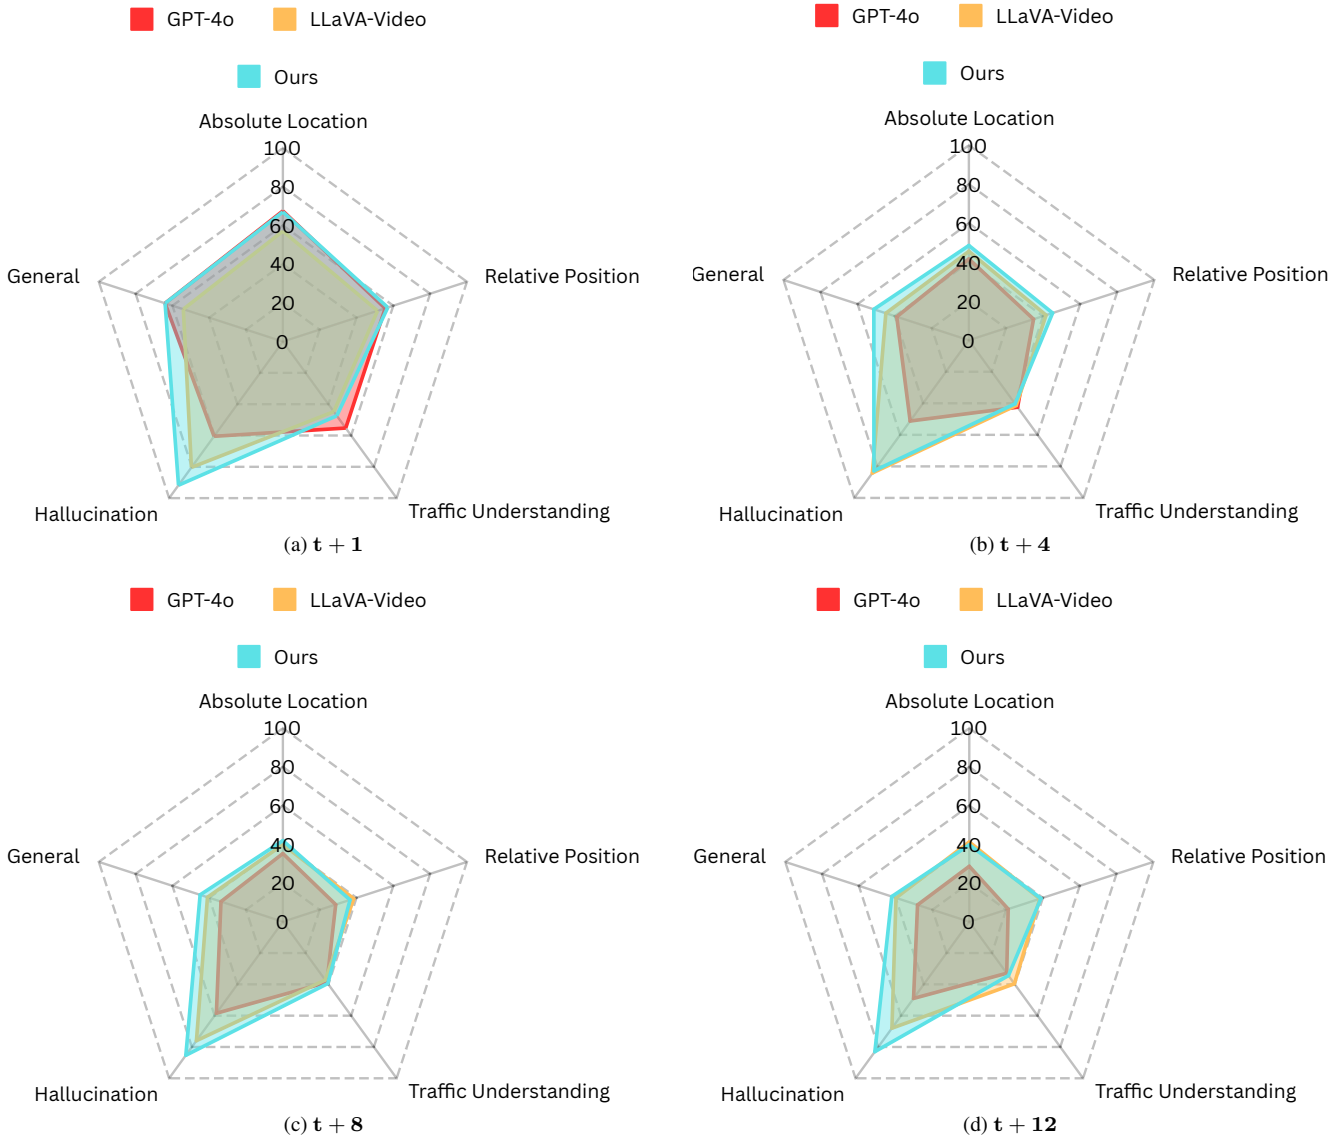 GPT-4o LLaVA-Video
Ours
Absolute Location
100
80
60
40
20
0
General
Relative Position
Hallucination
Traffic Understanding
(a) t + 1
GPT-4o LLaVA-Video
Ours
Absolute Location
100
80
60
40
20
0
General
Relative Position
Hallucination
Traffic Understanding
(b) t + 4
GPT-4o LLaVA-Video
Ours
Absolute Location
100
80
60
40
20
0
General
Relative Position
Hallucination
Traffic Understanding
(c) t + 8
GPT-4o LLaVA-Video
Ours
Absolute Location
100
80
60
40
20
0
General
Relative Position
Hallucination
Traffic Understanding
(d) t + 12